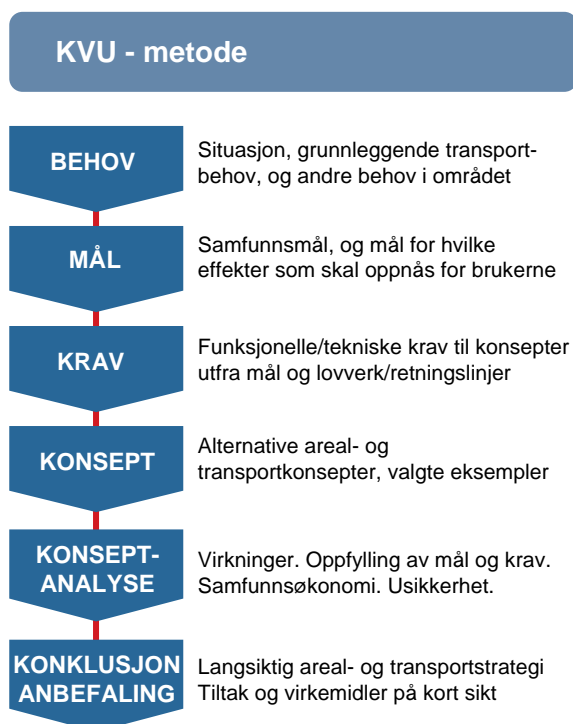 KVU - metode
BEHOV
Situasjon, grunnleggende transport-
behov, og andre behov i området
MÅL
Samfunnsmål, og mål for hvilke
effekter som skal oppnås for brukerne
KRAV
Funksjonelle/tekniske krav til konsepter
utfra mål og lovverk/retningslinjer
KONSEPT
Alternative areal- og
transportkonsepter, valgte eksempler
KONSEPT-
ANALYSE
Virkninger. Oppfylling av mål og krav.
Samfunnsøkonomi. Usikkerhet.
KONKLUSJON
ANBEFALING
Langsiktig areal- og transportstrategi
Tiltak og virkemidler på kort sikt